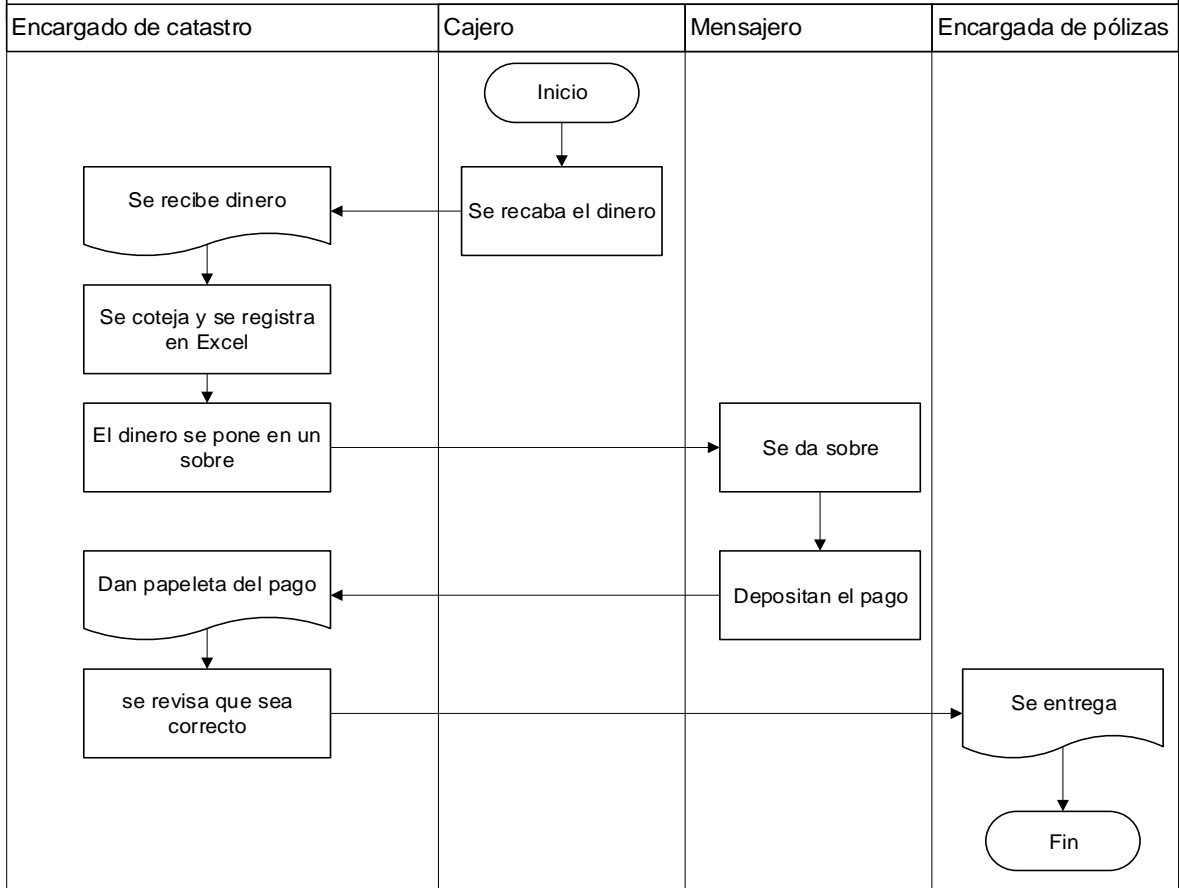 Encargado de catastro
Cajero
Mensajero
Encargada de pólizas
Inicio
Se recibe dinero
Se recaba el dinero
Se coteja y se registra
en Excel
El dinero se pone en un
sobre
Se da sobre
Dan papeleta del pago
Depositan el pago
se revisa que sea
correcto
Se entrega
Fin